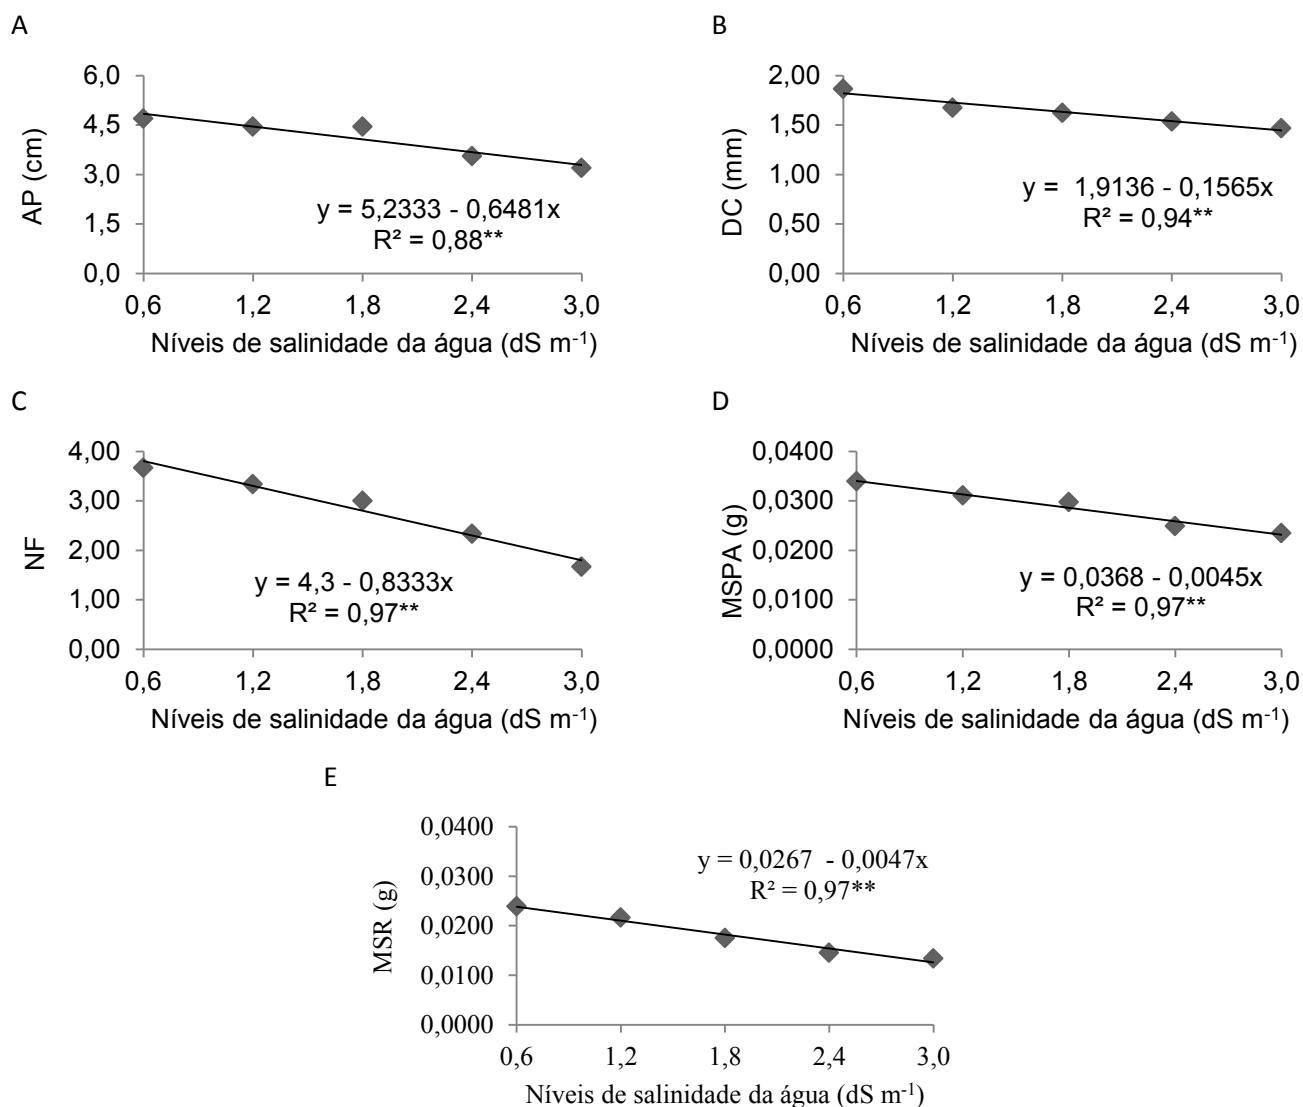 A
AP (cm)
6,0
4,5
3,0
1,5
0,0
y = 5,2333 - 0,6481x
R² = 0,88**
0,6 1,2 1,8 2,4 3,0
Níveis de salinidade da água (dS m⁻¹)
B
DC (mm)
2,00
1,50
1,00
0,50
0,00
y = 1,9136 - 0,1565x
R² = 0,94**
0,6 1,2 1,8 2,4 3,0
Níveis de salinidade da água (dS m⁻¹)
C
NF
4,00
3,00
2,00
1,00
0,00
y = 4,3 - 0,8333x
R² = 0,97**
0,6 1,2 1,8 2,4 3,0
Níveis de salinidade da água (dS m⁻¹)
D
MSPA (g)
0,0400
0,0300
0,0200
0,0100
0,0000
y = 0,0368 - 0,0045x
R² = 0,97**
0,6 1,2 1,8 2,4 3,0
Níveis de salinidade da água (dS m⁻¹)
E
MSR (g)
0,0400
0,0300
0,0200
0,0100
0,0000
y = 0,0267 - 0,0047x
R² = 0,97**
0,6 1,2 1,8 2,4 3,0
Níveis de salinidade da água (dS m⁻¹)